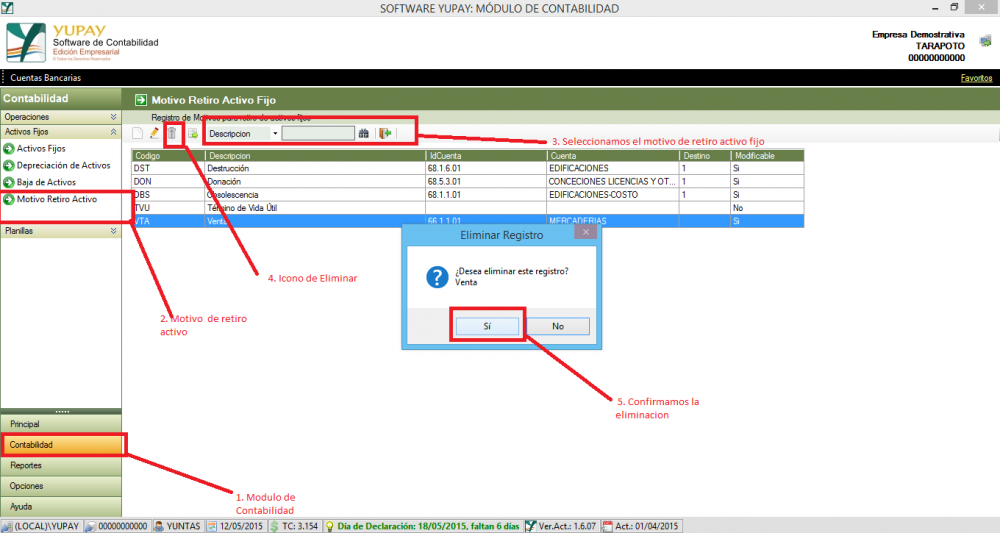 SOFTWARE YUPAY: MÓDULO DE CONTABILIDAD
YUPAY
Software de Contabilidad
Edición Empresarial
© Todos los Derechos Reservados
Empresa Demostrativa
TARAPOTO
00000000000
Cuentas Bancarias
Favoritos
Contabilidad
Motivo Retiro Activo Fijo
Operaciones
Registro de Motivos para retiro de activos fijos
Activos Fijos
Descripcion
3. Seleccionamos el motivo de retiro activo fijo
Activos Fijos
Depreciación de Activos
Baja de Activos
Motivo Retiro Activo
Planillas
Codigo Descripcion IdCuenta Cuenta Destino Modificable
DST Destrucción 68.1.6.01 EDIFICACIONES 1 Si
DON Donación 68.5.3.01 CONCECIONES LICENCIAS Y OT... 1 Si
OBS Obsolescencia 68.1.1.01 EDIFICACIONES-COSTO 1 Si
TVU Término de Vida Útil No
VTA Venta 66.1.1.01 MERCADERIAS Si
Eliminar Registro
¿Desea eliminar este registro?
Venta
Sí No
4. Icono de Eliminar
2. Motivo de retiro
activo
5. Confirmamos la
eliminacion
Principal
Contabilidad
Reportes
Opciones
Ayuda
1. Modulo de
Contabilidad
(LOCAL)\YUPAY 00000000000 YUNTAS 12/05/2015 TC: 3.154 Día de Declaración: 18/05/2015, faltan 6 días Ver.Act.: 1.6.07 Act.: 01/04/2015